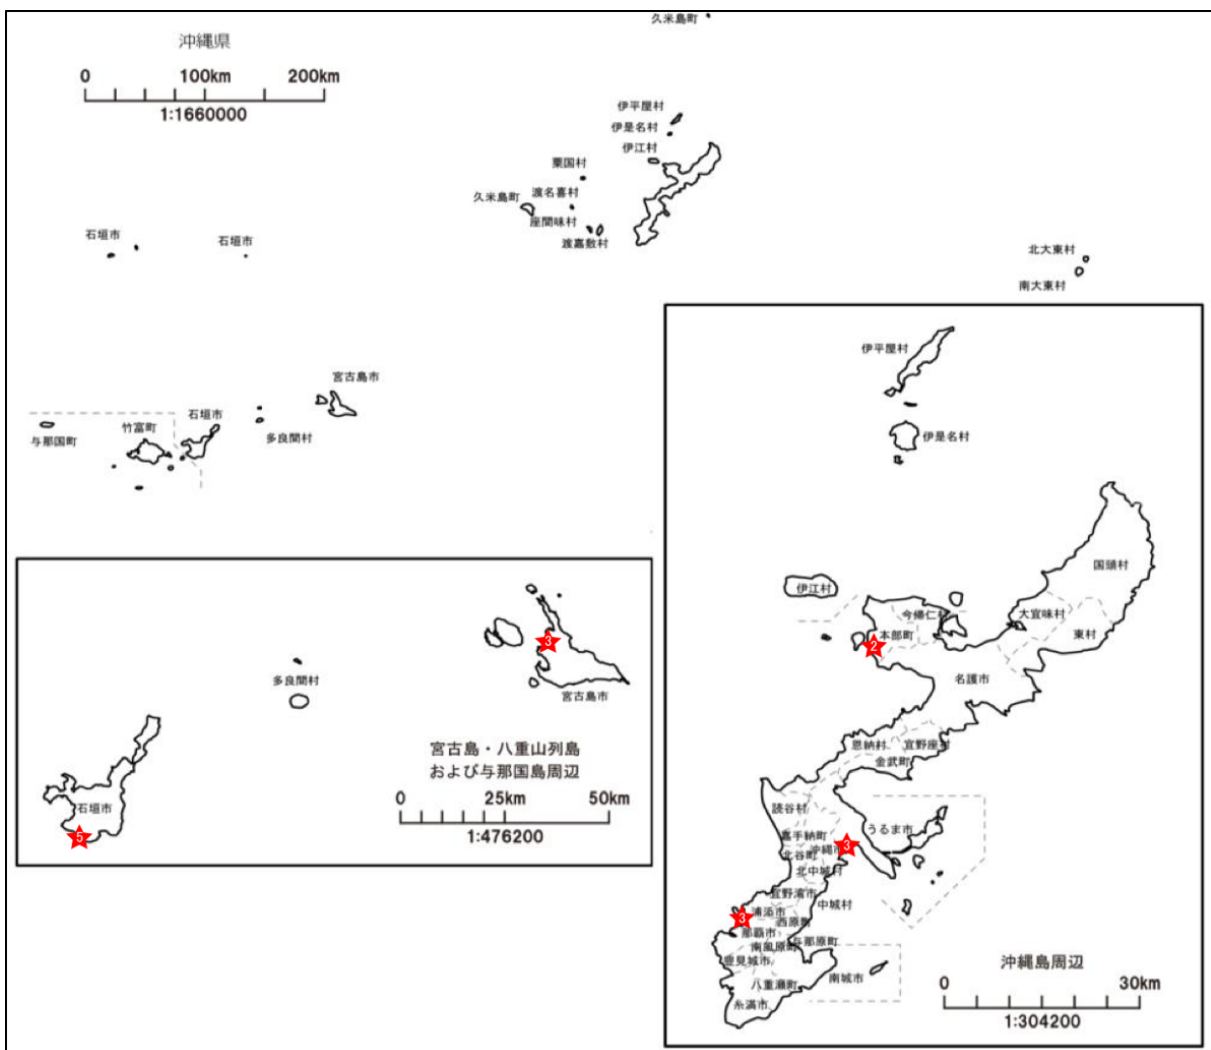 久米島町
沖縄県
0 100km 200km
1:1660000
伊平屋村
伊是名村
伊江村
粟国村
久米島町
渡名喜村
座間味村
渡嘉敷村
石垣市
石垣市
北大東村
南大東村
宮古島市
石垣市
竹富町
与那国町
多良間村
3
多良間村
宮古島市
石垣市
5
宮古島・八重山列島
および与那国島周辺
0 25km 50km
1:476200
伊平屋村
伊是名村
国頭村
伊江村
今帰仁村
大宜味村
本部町
2
東村
名護市
恩納村
宜野座村
金武町
読谷村
うるま市
嘉手納町
沖縄市
3
北谷町
北中城村
宜野湾市
中城村
3
浦添市
西原町
那覇市
与那原町
南風原町
豊見城市
南城市
八重瀬町
糸満市
沖縄島周辺
0 30km
1:304200